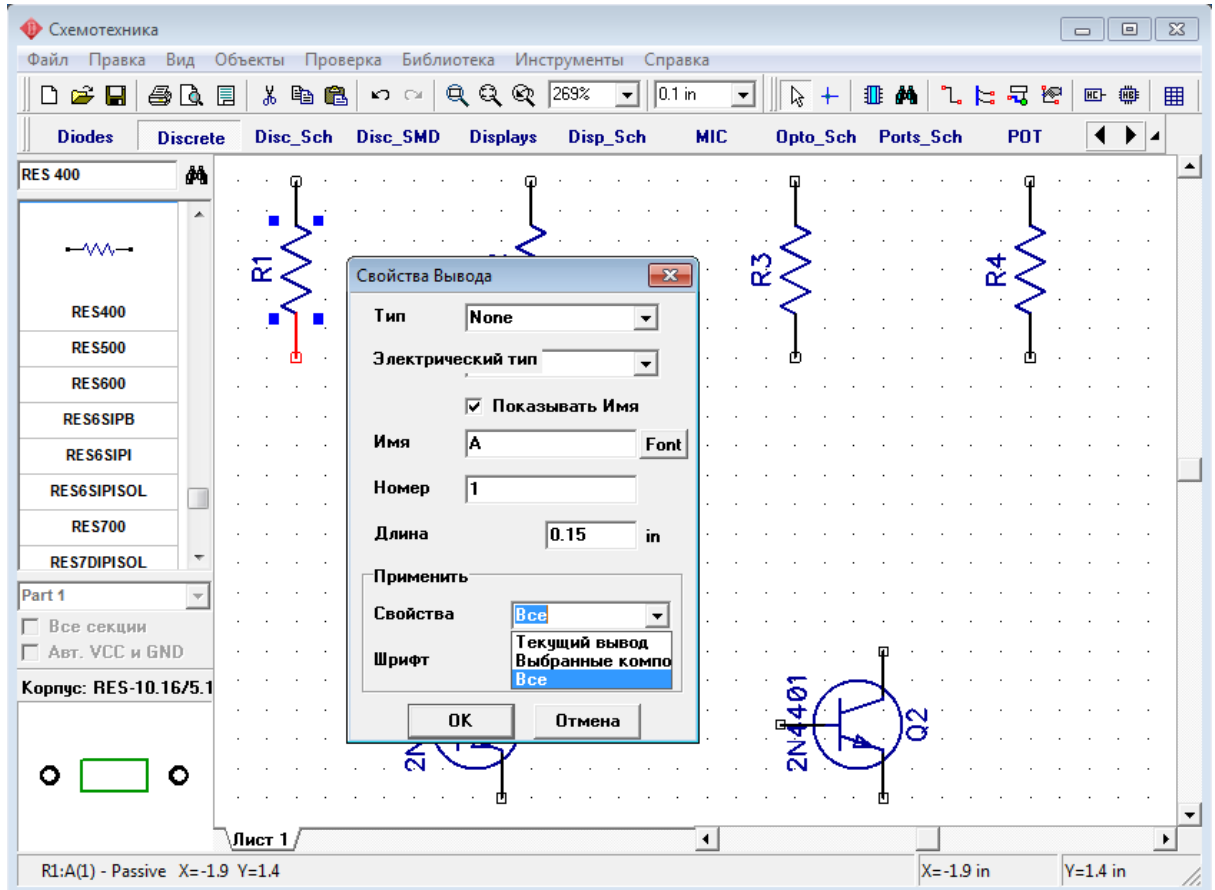 Схемотехника
Файл Правка Вид Объекты Проверка Библиотека Инструменты Справка
269% 0.1 in
Diodes Discrete Disc_Sch Disc_SMD Displays Disp_Sch MIC Opto_Sch Ports_Sch POT
RES 400
RES400
RES500
RES600
RES6SIPB
RES6SIPI
RES6SIPISOL
RES700
RES7DIPISOL
Part 1
Все секции
Авт. VCC и GND
Корпус: RES-10.16/5.1
R1
R3
R4
Свойства Вывода
Тип None
Электрический тип
Показывать Имя
Имя A Font
Номер 1
Длина 0.15 in
Применить
Свойства Все
Текущий вывод
Шрифт Выбранные компо
Все
OK Отмена
2N
2N4401
Q2
Лист 1
R1:A(1) - Passive X=-1.9 Y=1.4 X=-1.9 in Y=1.4 in